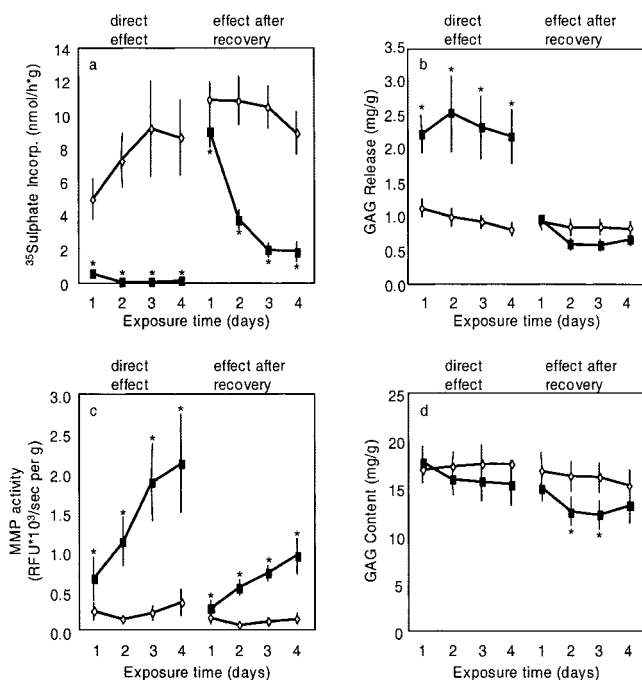 direct
effect
effect after
recovery
a
14
12
10
8
6
4
2
0
³⁵Sulphate Incorp. (nmol/h*g)
1 2 3 4 1 2 3 4
Exposure time (days)
direct
effect
effect after
recovery
b
3.5
3.0
2.5
2.0
1.5
1.0
0.5
0.0
GAG Release (mg/g)
1 2 3 4 1 2 3 4
Exposure time (days)
direct
effect
effect after
recovery
c
3.0
2.5
2.0
1.5
1.0
0.5
0.0
MMP activity
(RFU*10³/sec per g)
1 2 3 4 1 2 3 4
Exposure time (days)
direct
effect
effect after
recovery
d
25
20
15
10
5
0
GAG Content (mg/g)
1 2 3 4 1 2 3 4
Exposure time (days)